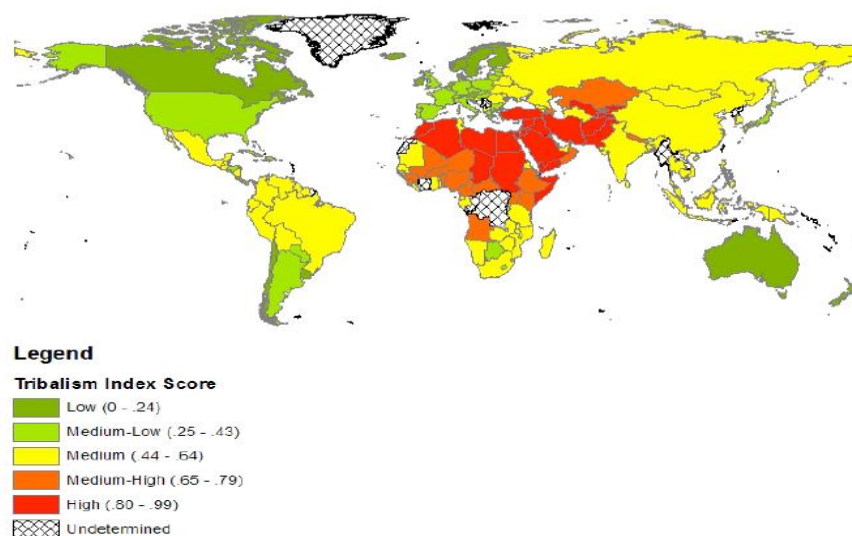 Legend
Tribalism Index Score
Low (0 - .24)
Medium-Low (.25 - .43)
Medium (.44 - .64)
Medium-High (.65 - .79)
High (.80 - .99)
Undetermined